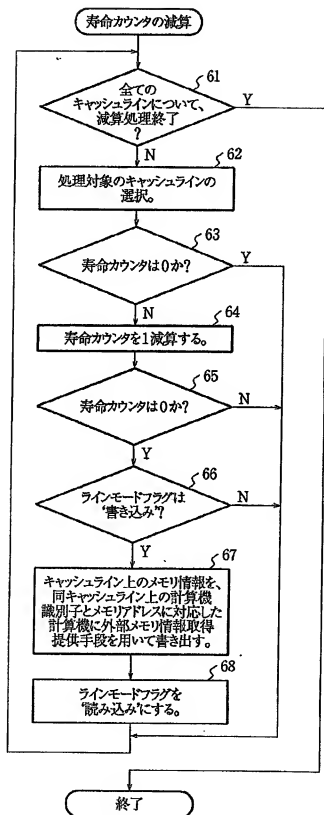 寿命カウンタの減算
61
全ての
キャッシュラインについて、
減算処理終了
?
Y
N
62
処理対象のキャッシュラインの
選択。
63
寿命カウンタは0か?
Y
N
64
寿命カウンタを1減算する。
65
寿命カウンタは0か?
N
Y
66
ラインモードフラグは
‘書き込み’?
N
Y
67
キャッシュライン上のメモリ情報を、
同キャッシュライン上の計算機
識別子とメモリアドレスに対応した
計算機に外部メモリ情報取得
提供手段を用いて書き出す。
68
ラインモードフラグを
‘読み込み’にする。
終了